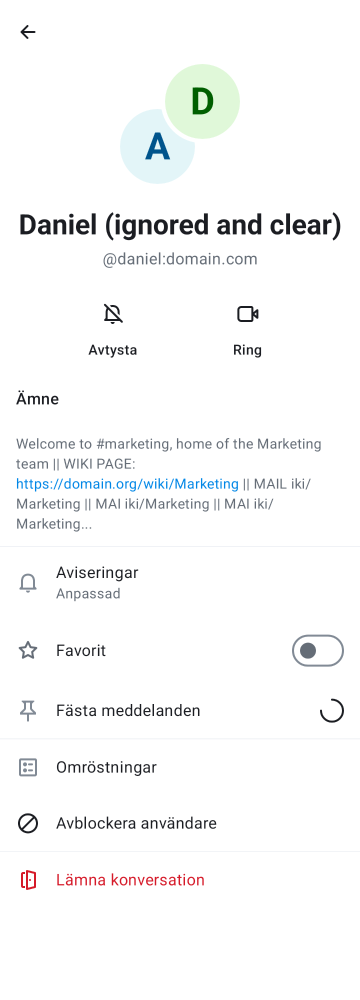 D
A
Daniel (ignored and clear)
@daniel:domain.com
Avtysta
Ring
Ämne
Welcome to #marketing, home of the Marketing
team || WIKI PAGE:
https://domain.org/wiki/Marketing || MAIL iki/
Marketing || MAI iki/Marketing || MAI iki/
Marketing...
Aviseringar
Anpassad
Favorit
Fästa meddelanden
Omröstningar
Avblockera användare
Lämna konversation